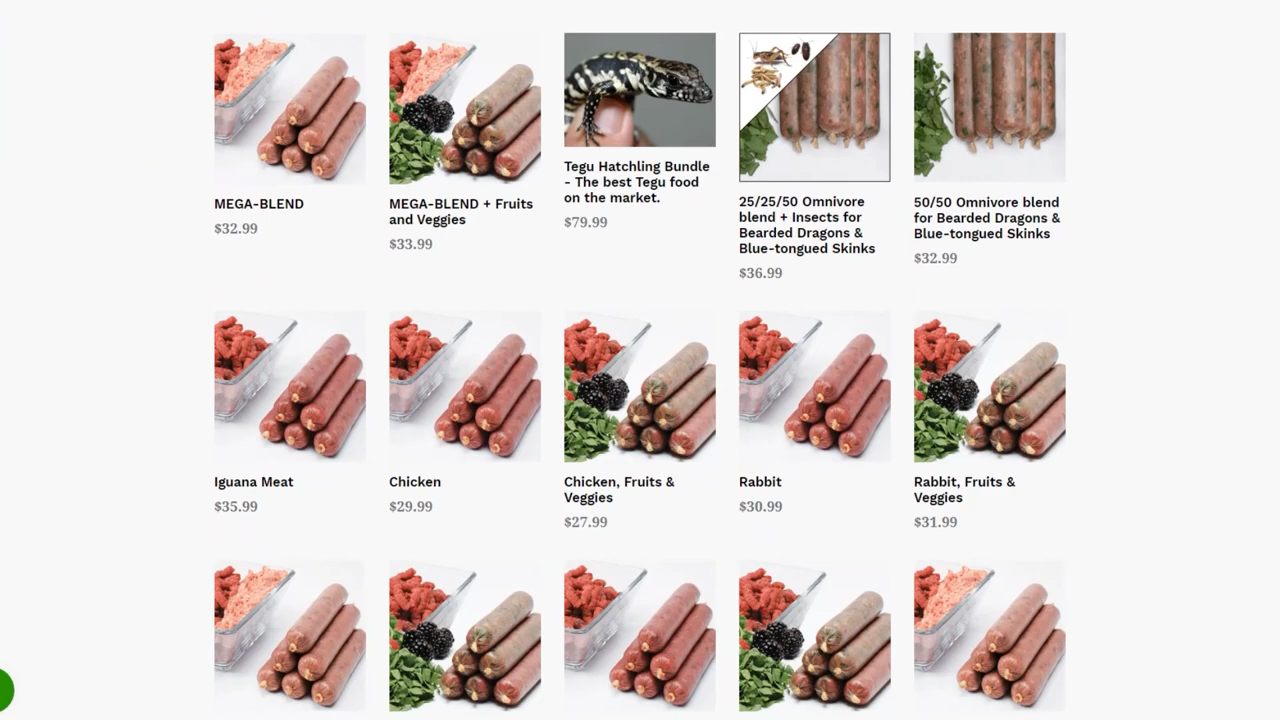 MEGA-BLEND
$32.99
MEGA-BLEND + Fruits
and Veggies
$33.99
Tegu Hatchling Bundle
- The best Tegu food
on the market.
$79.99
25/25/50 Omnivore
blend + Insects for
Bearded Dragons &
Blue-tongued Skinks
$36.99
50/50 Omnivore blend
for Bearded Dragons &
Blue-tongued Skinks
$32.99
Iguana Meat
$35.99
Chicken
$29.99
Chicken, Fruits &
Veggies
$27.99
Rabbit
$30.99
Rabbit, Fruits &
Veggies
$31.99